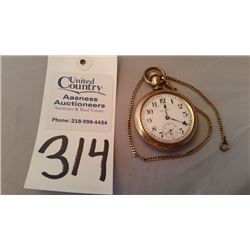 United
Country
Aasness
Auctioneers
Auctions & Real Estate
Phone: 218-998-4454
314